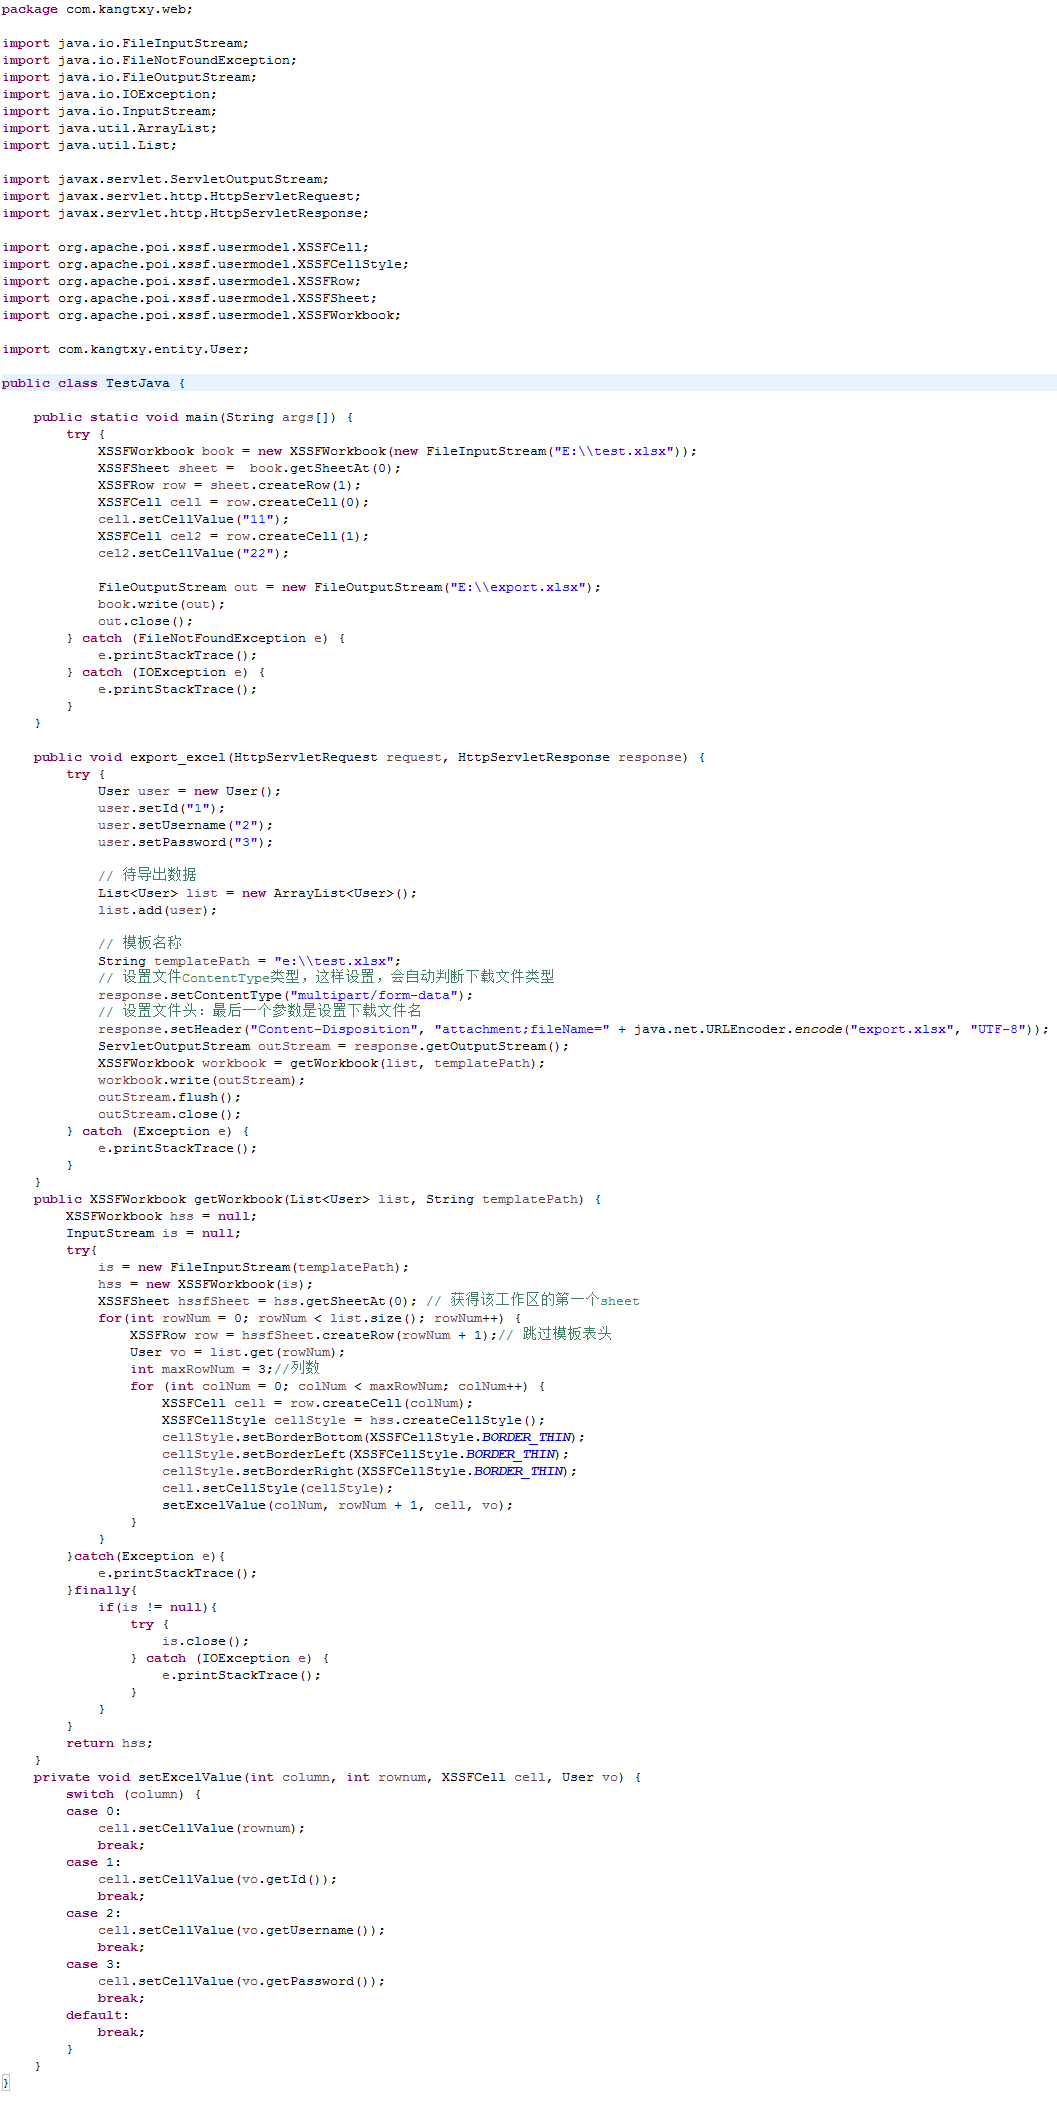 package com.kangtxy.web;
import java.io.FileInputStream;
import java.io.FileNotFoundException;
import java.io.FileOutputStream;
import java.io.IOException;
import java.io.InputStream;
import java.util.ArrayList;
import java.util.List;
import javax.servlet.ServletOutputStream;
import javax.servlet.http.HttpServletRequest;
import javax.servlet.http.HttpServletResponse;
import org.apache.poi.xssf.usermodel.XSSFCell;
import org.apache.poi.xssf.usermodel.XSSFCellStyle;
import org.apache.poi.xssf.usermodel.XSSFRow;
import org.apache.poi.xssf.usermodel.XSSFSheet;
import org.apache.poi.xssf.usermodel.XSSFWorkbook;
import com.kangtxy.entity.User;
public class TestJava {
    public static void main(String args[]) {
        try {
            XSSFWorkbook book = new XSSFWorkbook(new FileInputStream("E:\\test.xlsx"));
            XSSFSheet sheet =  book.getSheetAt(0);
            XSSFRow row = sheet.createRow(1);
            XSSFCell cell = row.createCell(0);
            cell.setCellValue("11");
            XSSFCell cel2 = row.createCell(1);
            cel2.setCellValue("22");
            FileOutputStream out = new FileOutputStream("E:\\export.xlsx");
            book.write(out);
            out.close();
        } catch (FileNotFoundException e) {
            e.printStackTrace();
        } catch (IOException e) {
            e.printStackTrace();
        }
    }
    public void export_excel(HttpServletRequest request, HttpServletResponse response) {
        try {
            User user = new User();
            user.setId("1");
            user.setUsername("2");
            user.setPassword("3");
            // 待导出数据
            List<User> list = new ArrayList<User>();
            list.add(user);
            // 模板名称
            String templatePath = "e:\\test.xlsx";
            // 设置文件ContentType类型，这样设置，会自动判断下载文件类型
            response.setContentType("multipart/form-data");
            // 设置文件头：最后一个参数是设置下载文件名
            response.setHeader("Content-Disposition", "attachment;fileName=" + java.net.URLEncoder.encode("export.xlsx", "UTF-8"));
            ServletOutputStream outStream = response.getOutputStream();
            XSSFWorkbook workbook = getWorkbook(list, templatePath);
            workbook.write(outStream);
            outStream.flush();
            outStream.close();
        } catch (Exception e) {
            e.printStackTrace();
        }
    }
    public XSSFWorkbook getWorkbook(List<User> list, String templatePath) {
        XSSFWorkbook hss = null;
        InputStream is = null;
        try{
            is = new FileInputStream(templatePath);
            hss = new XSSFWorkbook(is);
            XSSFSheet hssfSheet = hss.getSheetAt(0); // 获得该工作区的第一个sheet
            for(int rowNum = 0; rowNum < list.size(); rowNum++) {
                XSSFRow row = hssfSheet.createRow(rowNum + 1);// 跳过模板表头
                User vo = list.get(rowNum);
                int maxRowNum = 3;//列数
                for (int colNum = 0; colNum < maxRowNum; colNum++) {
                    XSSFCell cell = row.createCell(colNum);
                    XSSFCellStyle cellStyle = hss.createCellStyle();
                    cellStyle.setBorderBottom(XSSFCellStyle.BORDER_THIN);
                    cellStyle.setBorderLeft(XSSFCellStyle.BORDER_THIN);
                    cellStyle.setBorderRight(XSSFCellStyle.BORDER_THIN);
                    cell.setCellStyle(cellStyle);
                    setExcelValue(colNum, rowNum + 1, cell, vo);
                }
            }
        }catch(Exception e){
            e.printStackTrace();
        }finally{
            if(is != null){
                try {
                    is.close();
                } catch (IOException e) {
                    e.printStackTrace();
                }
            }
        }
        return hss;
    }
    private void setExcelValue(int column, int rownum, XSSFCell cell, User vo) {
        switch (column) {
        case 0:
            cell.setCellValue(rownum);
            break;
        case 1:
            cell.setCellValue(vo.getId());
            break;
        case 2:
            cell.setCellValue(vo.getUsername());
            break;
        case 3:
            cell.setCellValue(vo.getPassword());
            break;
        default:
            break;
        }
    }
}